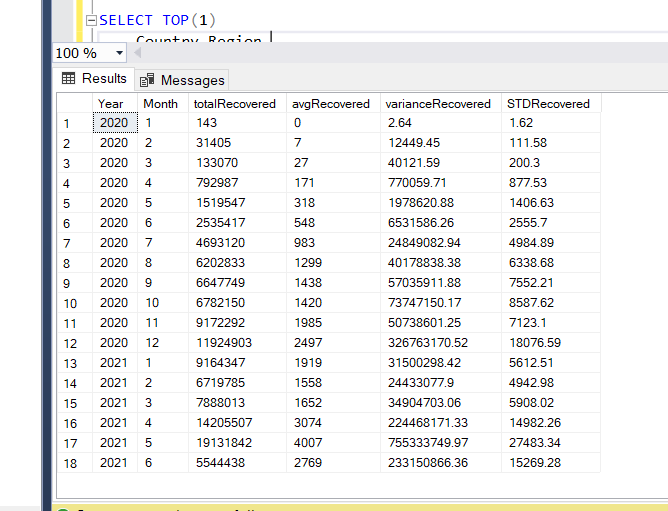 SELECT TOP(1)
Country_Region
100 %
Results Messages
Year Month totalRecovered avgRecovered varianceRecovered STDRecovered
1 2020 1 143 0 2.64 1.62
2 2020 2 31405 7 12449.45 111.58
3 2020 3 133070 27 40121.59 200.3
4 2020 4 792987 171 770059.71 877.53
5 2020 5 1519547 318 1978620.88 1406.63
6 2020 6 2535417 548 6531586.26 2555.7
7 2020 7 4693120 983 24849082.94 4984.89
8 2020 8 6202833 1299 40178838.38 6338.68
9 2020 9 6647749 1438 57035911.88 7552.21
10 2020 10 6782150 1420 73747150.17 8587.62
11 2020 11 9172292 1985 50738601.25 7123.1
12 2020 12 11924903 2497 326763170.52 18076.59
13 2021 1 9164347 1919 31500298.42 5612.51
14 2021 2 6719785 1558 24433077.9 4942.98
15 2021 3 7888013 1652 34904703.06 5908.02
16 2021 4 14205507 3074 224468171.33 14982.26
17 2021 5 19131842 4007 755333749.97 27483.34
18 2021 6 5544438 2769 233150866.36 15269.28